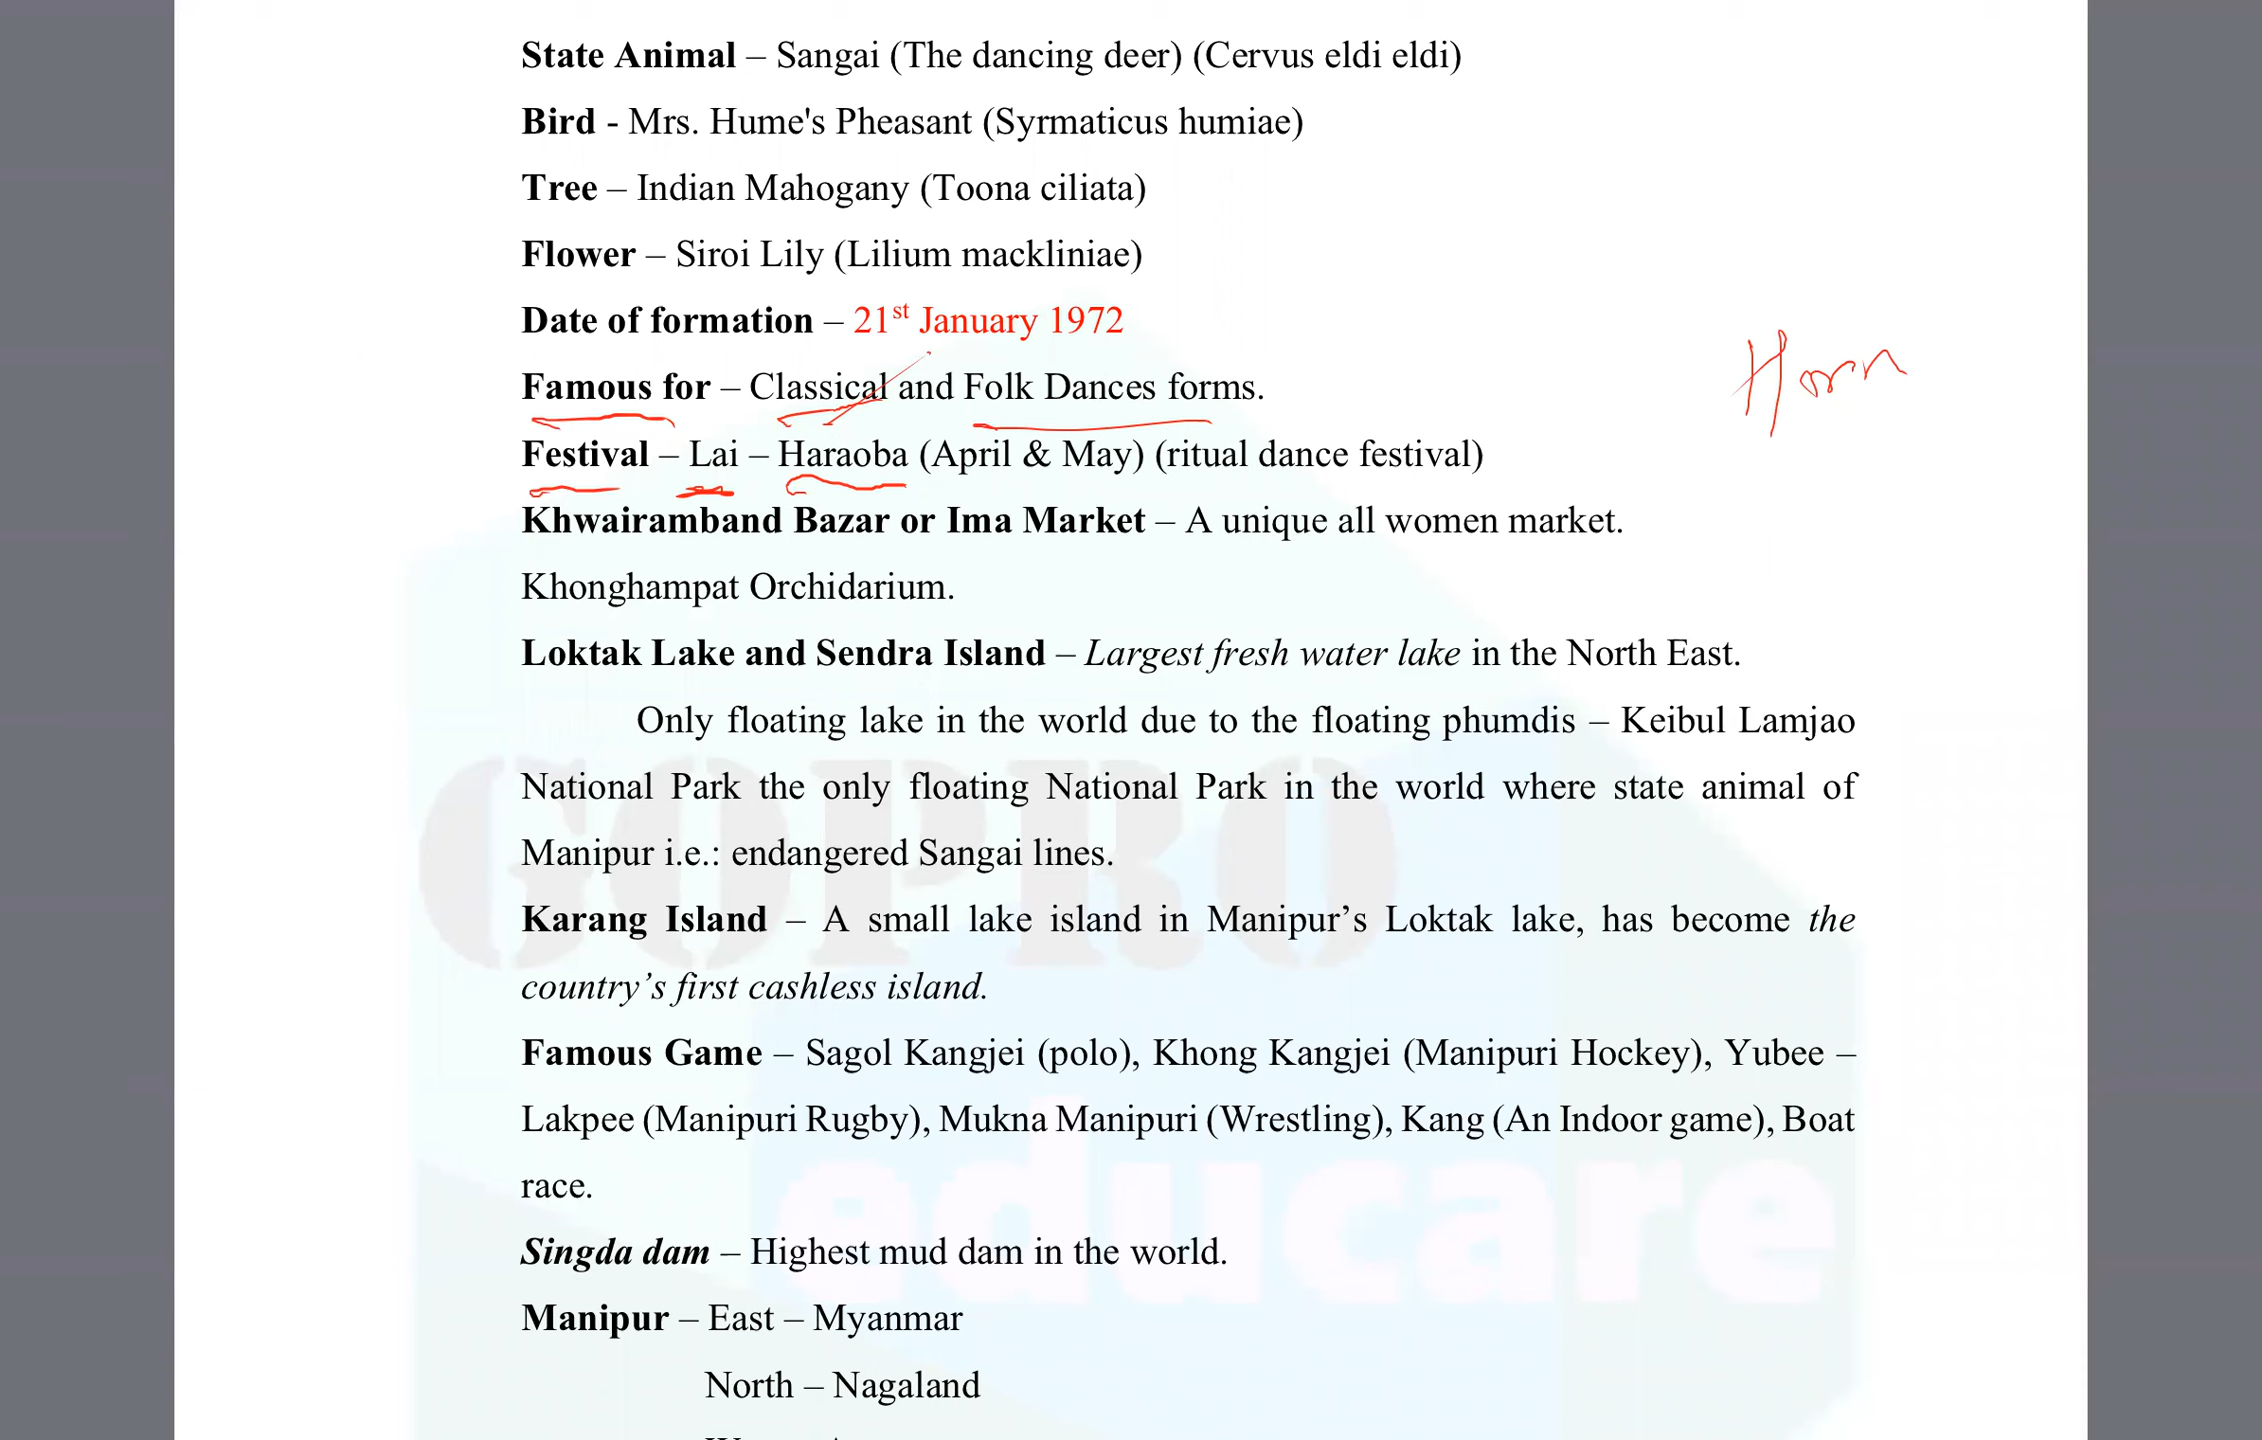 State Animal – Sangai (The dancing deer) (Cervus eldi eldi)
Bird - Mrs. Hume's Pheasant (Syrmaticus humiae)
Tree – Indian Mahogany (Toona ciliata)
Flower – Siroi Lily (Lilium mackliniae)
Date of formation – 21st January 1972
Horn
Famous for – Classical and Folk Dances forms.
Festival – Lai – Haraoba (April & May) (ritual dance festival)
Khwairamband Bazar or Ima Market – A unique all women market.
Khonghampat Orchidarium.
Loktak Lake and Sendra Island – Largest fresh water lake in the North East.
Only floating lake in the world due to the floating phumdis – Keibul Lamjao
National Park the only floating National Park in the world where state animal of
Manipur i.e.: endangered Sangai lines.
Karang Island – A small lake island in Manipur’s Loktak lake, has become the
country’s first cashless island.
Famous Game – Sagol Kangjei (polo), Khong Kangjei (Manipuri Hockey), Yubee –
Lakpee (Manipuri Rugby), Mukna Manipuri (Wrestling), Kang (An Indoor game), Boat
race.
Singda dam – Highest mud dam in the world.
Manipur – East – Myanmar
North – Nagaland
GOPRO
educare